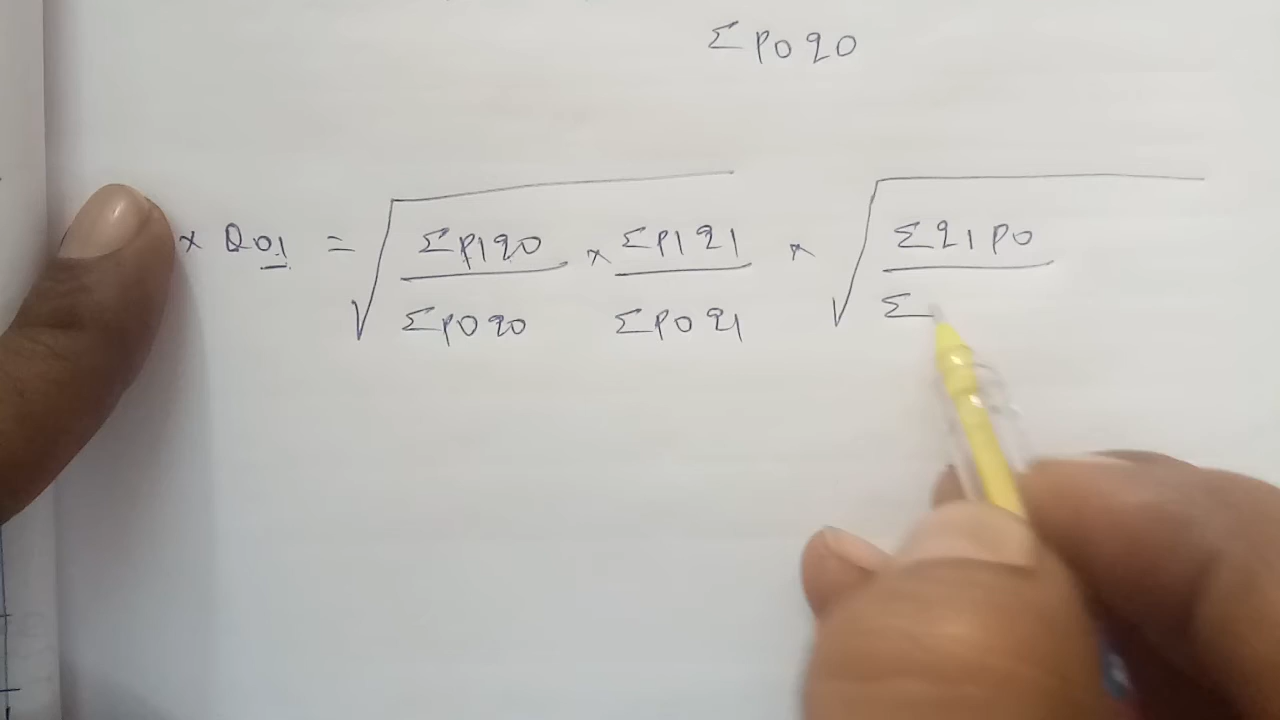 Σp0q0
× Q01 = √ Σp1q0 × Σp1q1 × √ Σq1p0
Σp0q0 Σp0q1 Σ